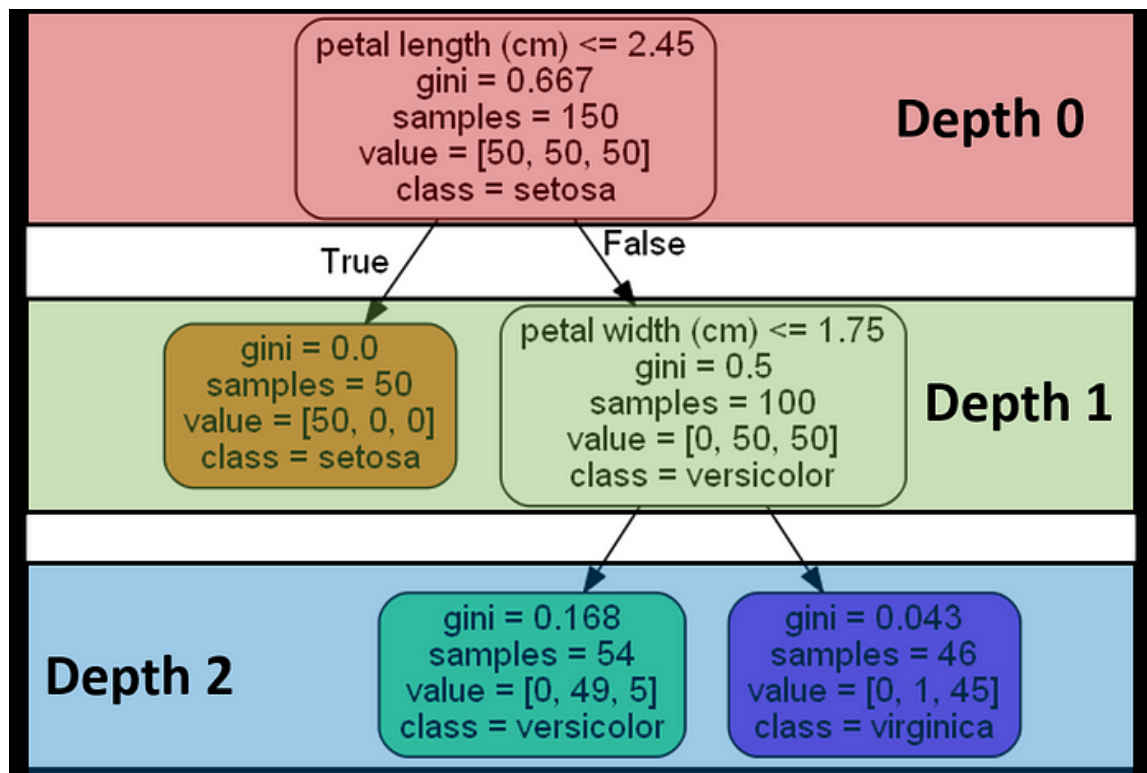 petal length (cm) <= 2.45
gini = 0.667
samples = 150
value = [50, 50, 50]
class = setosa
Depth 0
True
False
gini = 0.0
samples = 50
value = [50, 0, 0]
class = setosa
petal width (cm) <= 1.75
gini = 0.5
samples = 100
value = [0, 50, 50]
class = versicolor
Depth 1
Depth 2
gini = 0.168
samples = 54
value = [0, 49, 5]
class = versicolor
gini = 0.043
samples = 46
value = [0, 1, 45]
class = virginica